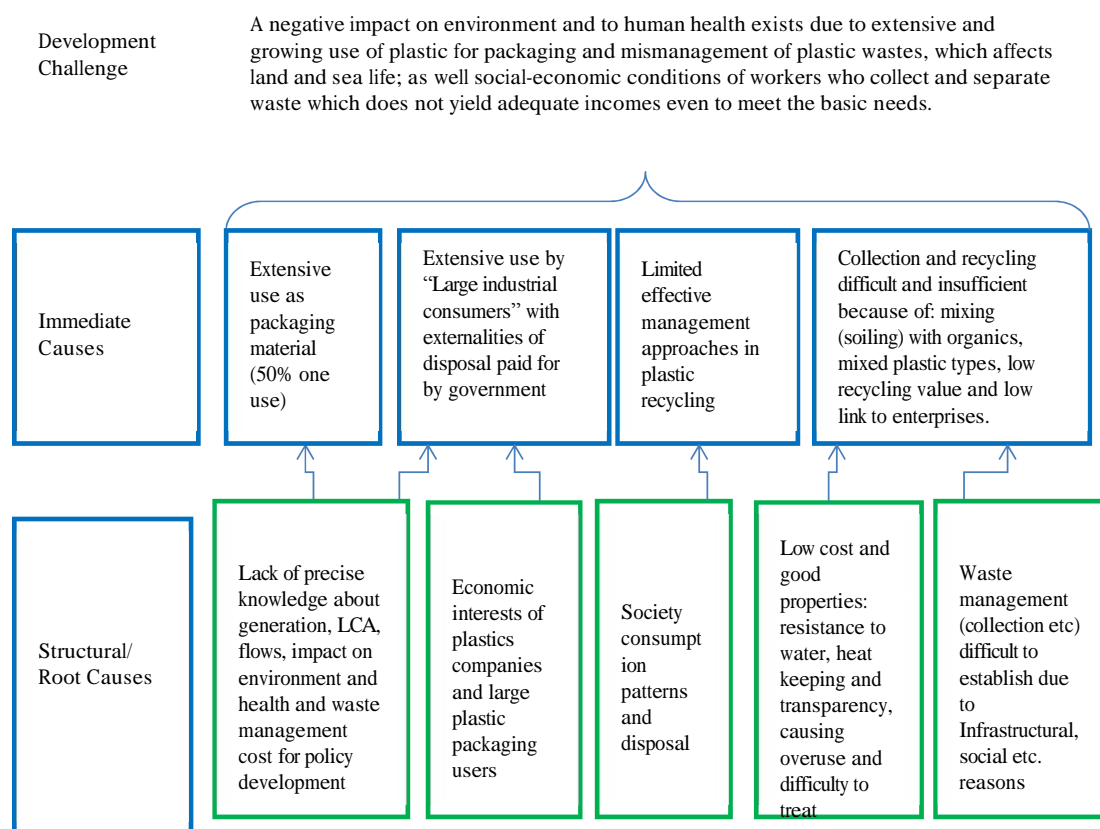 Development
Challenge
A negative impact on environment and to human health exists due to extensive and
growing use of plastic for packaging and mismanagement of plastic wastes, which affects
land and sea life; as well social-economic conditions of workers who collect and separate
waste which does not yield adequate incomes even to meet the basic needs.
Immediate
Causes
Extensive
use as
packaging
material
(50% one
use)
Extensive use by
“Large industrial
consumers” with
externalities of
disposal paid for
by government
Limited
effective
management
approaches in
plastic
recycling
Collection and recycling
difficult and insufficient
because of: mixing
(soiling) with organics,
mixed plastic types, low
recycling value and low
link to enterprises.
Structural/
Root Causes
Lack of precise
knowledge about
generation, LCA,
flows, impact on
environment and
health and waste
management
cost for policy
development
Economic
interests of
plastics
companies
and large
plastic
packaging
users
Society
consumpt
ion
patterns
and
disposal
Low cost and
good
properties:
resistance to
water, heat
keeping and
transparency,
causing
overuse and
difficulty to
treat
Waste
management
(collection etc)
difficult to
establish due
to
Infrastructural,
social etc.
reasons